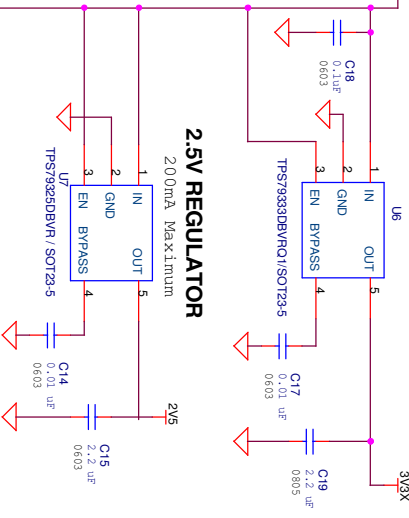 C18
0.1uF
0603
U6
TPS79333DBVRQ1/SOT23-5
1
IN
2
GND
3
EN
BYPASS
4
OUT
5
C17
0.01 uF
0603
C19
2.2 uF
0805
3V3X
2.5V REGULATOR
200mA Maximum
U7
TPS79325DBVR / SOT23-5
1
IN
2
GND
3
EN
BYPASS
4
OUT
5
C14
0.01 uF
0603
C15
2.2 uF
0603
2V5